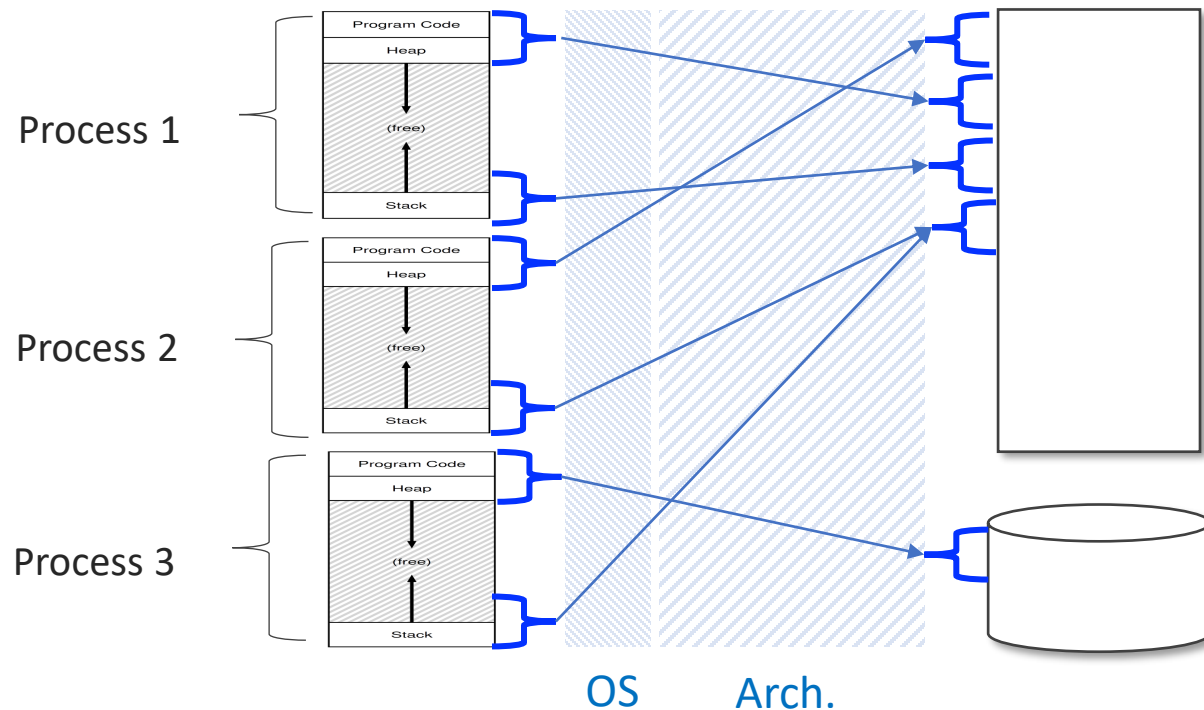 Process 1
Program Code
Heap
(free)
Stack
Process 2
Program Code
Heap
(free)
Stack
Process 3
Program Code
Heap
(free)
Stack
OS
Arch.